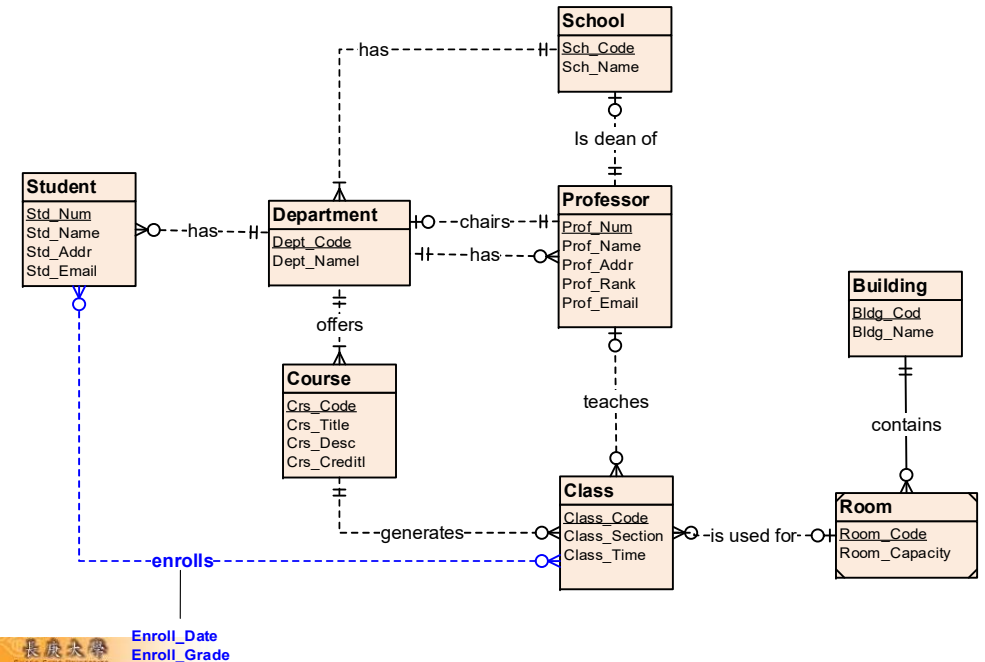 School
Sch_Code
Sch_Name
has
Is dean of
Student
Std_Num
Std_Name
Std_Addr
Std_Email
has
Department
Dept_Code
Dept_Namel
chairs
has
Professor
Prof_Num
Prof_Name
Prof_Addr
Prof_Rank
Prof_Email
Building
Bldg_Cod
Bldg_Name
offers
Course
Crs_Code
Crs_Title
Crs_Desc
Crs_Creditl
teaches
contains
Class
Class_Code
Class_Section
Class_Time
generates
is used for
Room
Room_Code
Room_Capacity
enrolls
Enroll_Date
Enroll_Grade
長庚大學